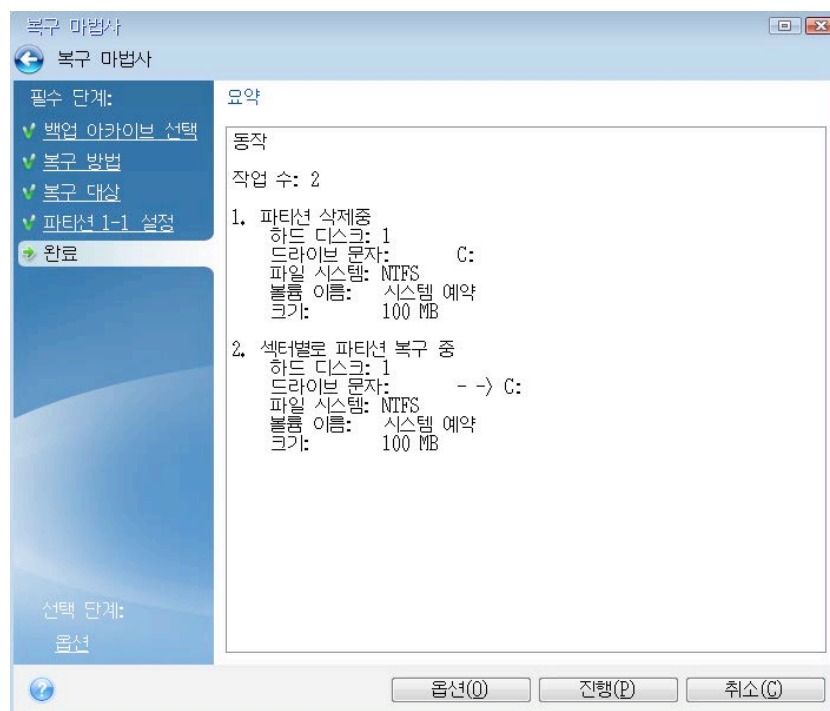 복구 마법사
복구 마법사
필수 단계:
백업 아카이브 선택
복구 방법
복구 대상
파티션 1-1 설정
완료
선택 단계:
옵션
요약
동작
작업 수: 2
1. 파티션 삭제중
하드 디스크: 1
드라이브 문자: C:
파일 시스템: NTFS
볼륨 이름: 시스템 예약
크기: 100 MB
2. 섹터별로 파티션 복구 중
하드 디스크: 1
드라이브 문자: - -> C:
파일 시스템: NTFS
볼륨 이름: 시스템 예약
크기: 100 MB
옵션(O) 진행(P) 취소(C)